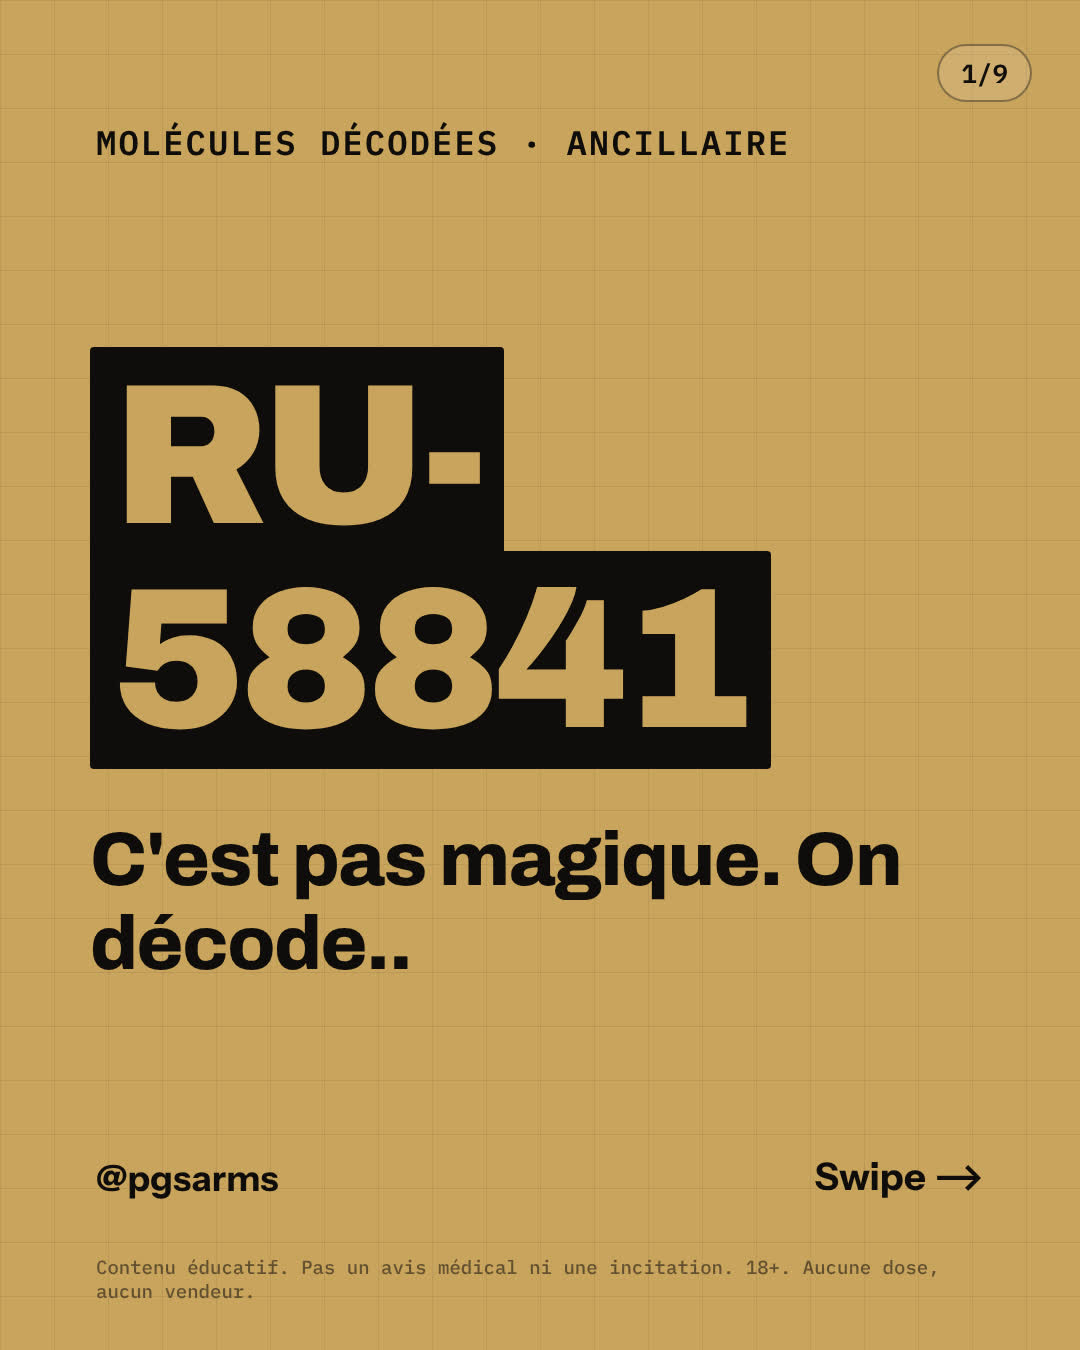 1/9
MOLÉCULES DÉCODÉES · ANCILLAIRE
RU-
58841
C'est pas magique. On
décode..
@pgsarms
Swipe →
Contenu éducatif. Pas un avis médical ni une incitation. 18+. Aucune dose,
aucun vendeur.